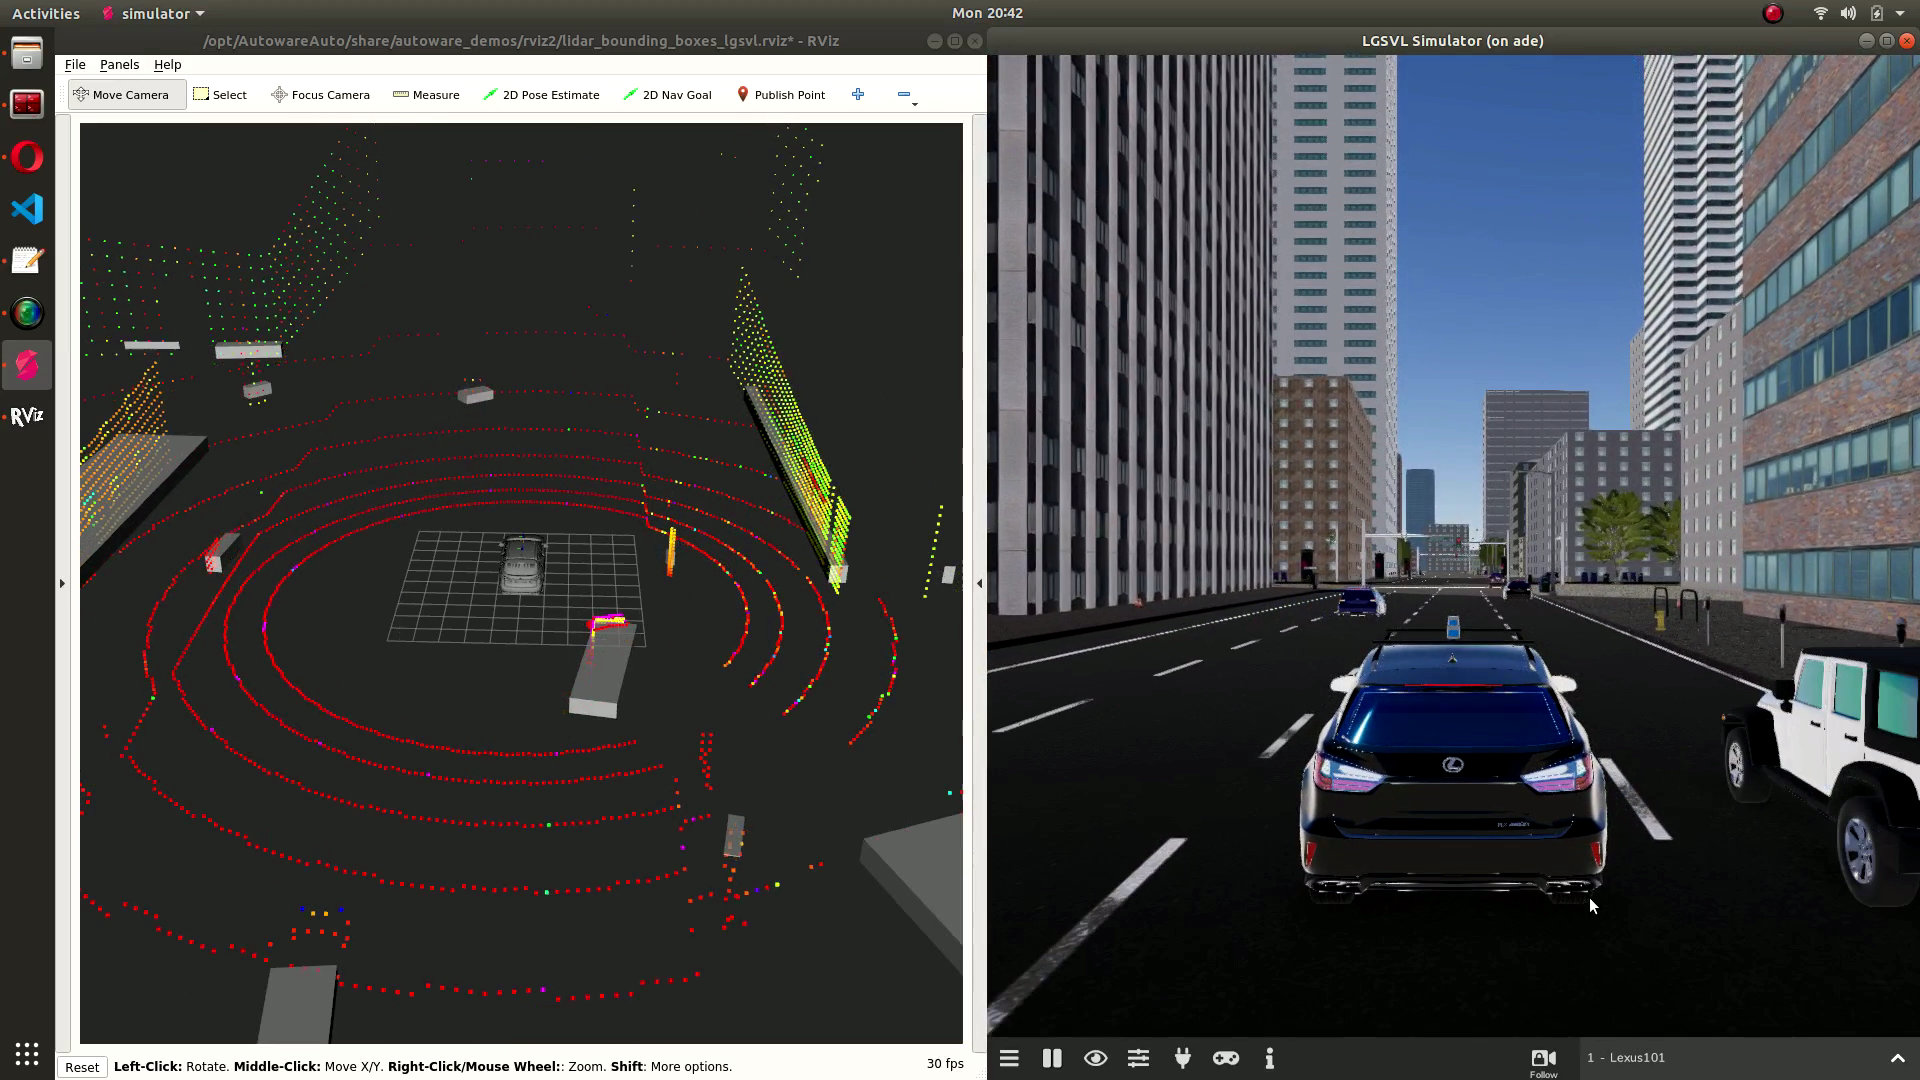 Activities
simulator
Mon 20:42
/opt/AutowareAuto/share/autoware_demos/rviz2/lidar_bounding_boxes_lgsvl.rviz* - RViz
LGSVL Simulator (on ade)
File Panels Help
Move Camera Select Focus Camera Measure 2D Pose Estimate 2D Nav Goal Publish Point
RViz
Reset Left-Click: Rotate. Middle-Click: Move X/Y. Right-Click/Mouse Wheel:: Zoom. Shift: More options. 30 fps
Follow
1 - Lexus101